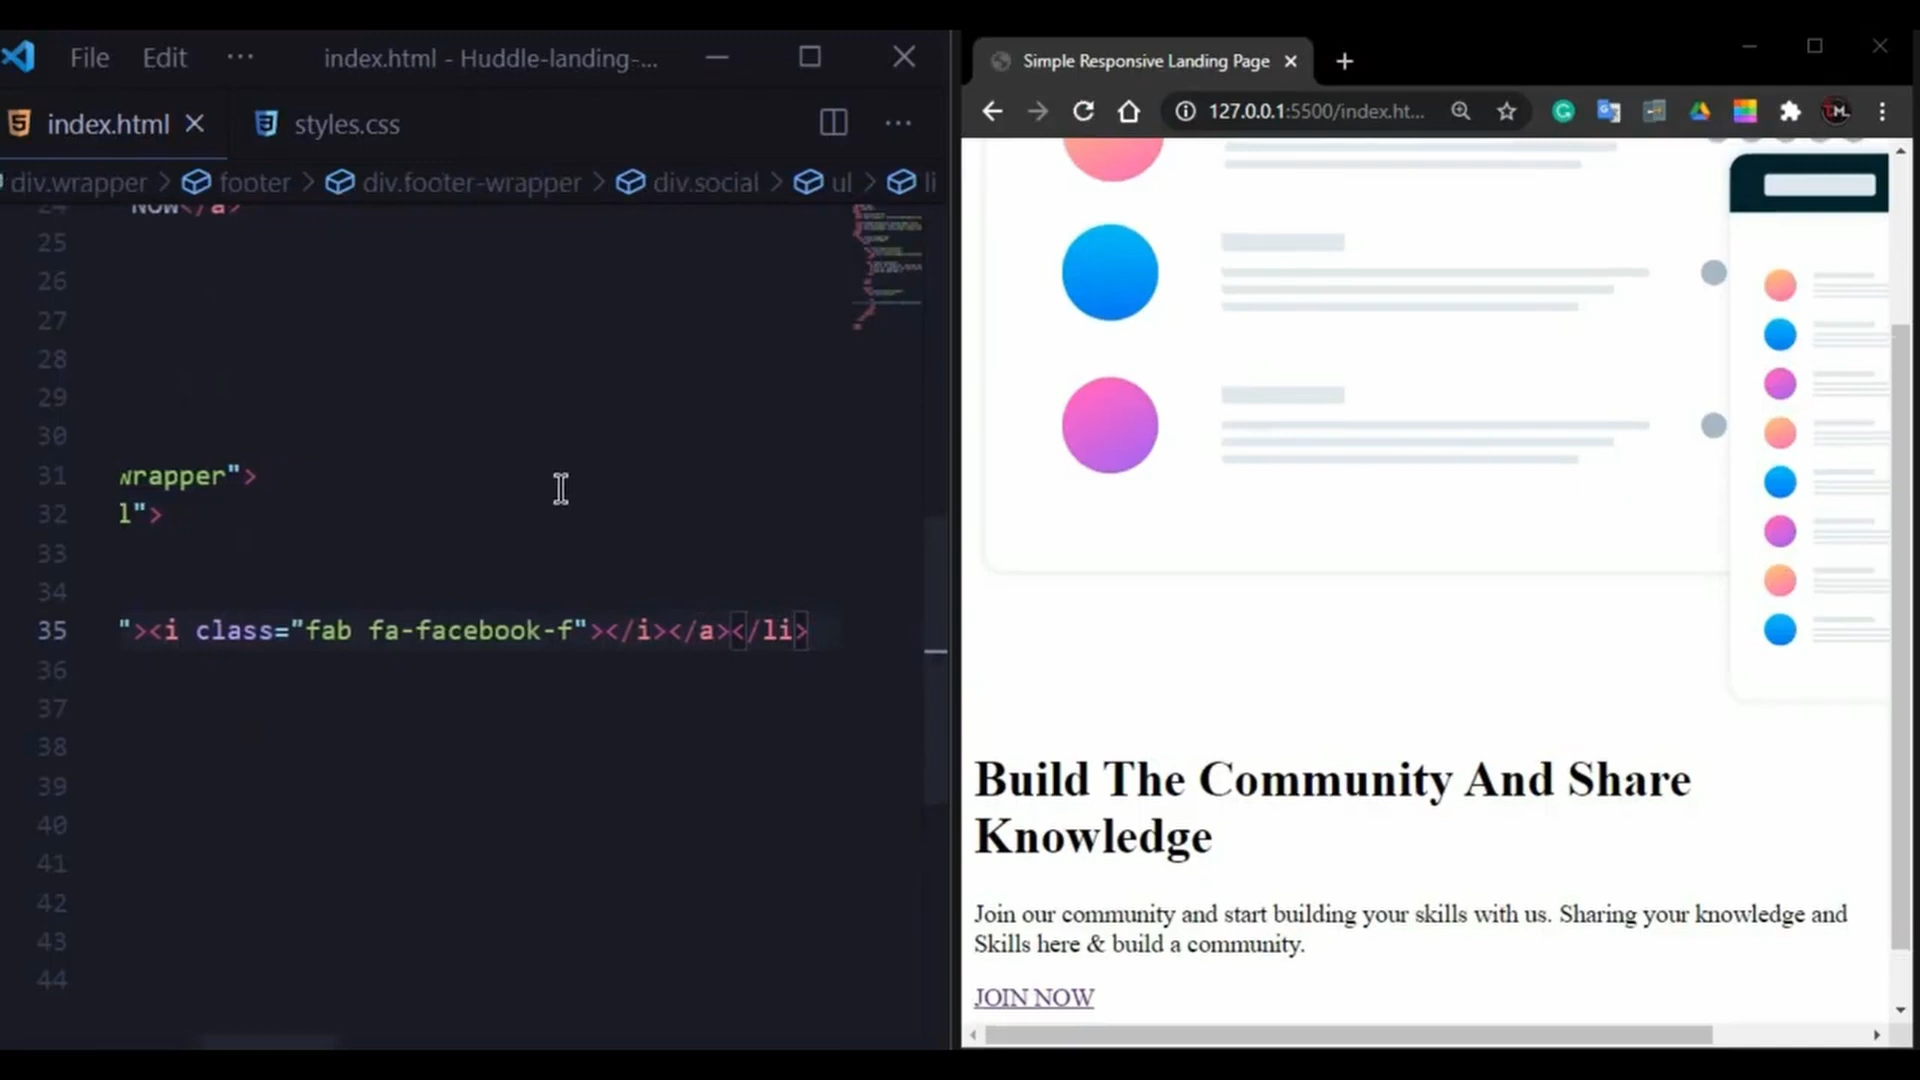 File Edit ··· index.html - Huddle-landing-...
index.html styles.css ···
div.wrapper > footer > div.footer-wrapper > div.social > ul > li
24 NOW</a>
25
26
27
28
29
30
31 wrapper">
32 l">
33
34
35 "><i class="fab fa-facebook-f"></i></a></li>
36
37
38
39
40
41
42
43
44
Simple Responsive Landing Page
127.0.0.1:5500/index.ht...
Build The Community And Share
Knowledge
Join our community and start building your skills with us. Sharing your knowledge and
Skills here & build a community.
JOIN NOW